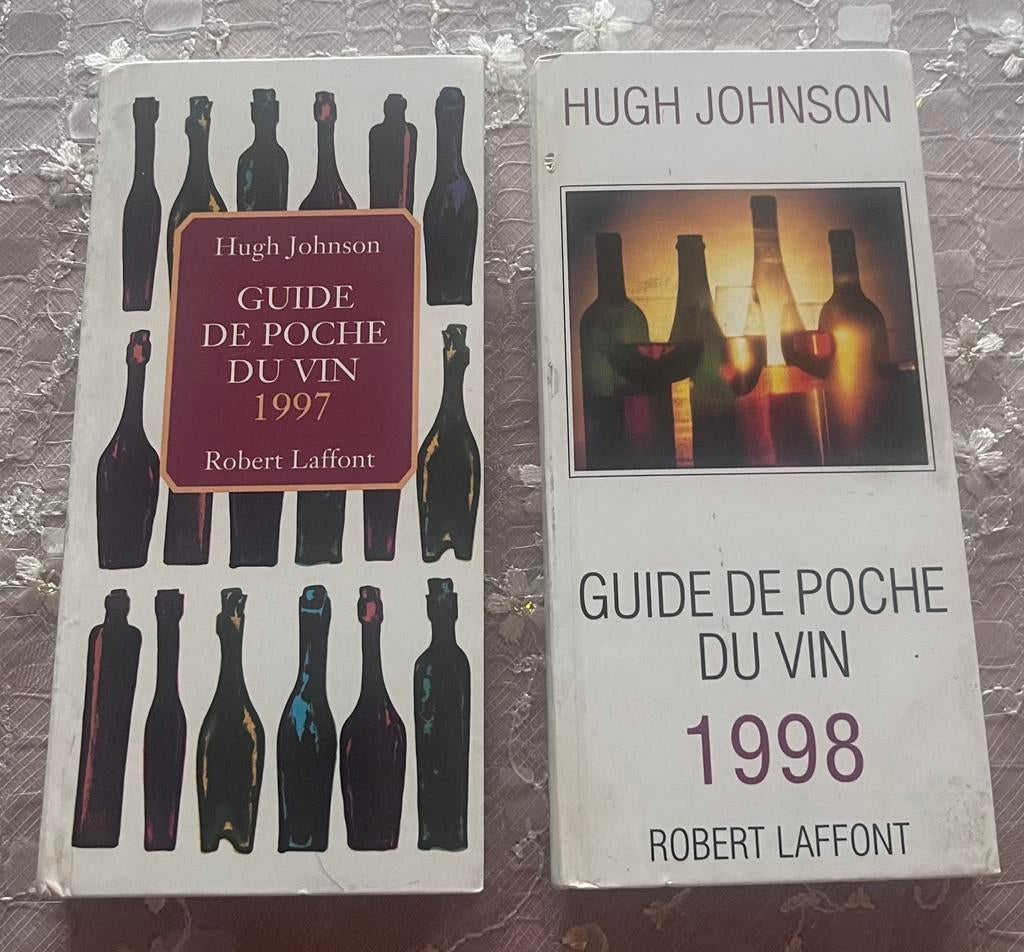 Hugh Johnson
GUIDE
DE POCHE
DU VIN
1997
Robert Laffont
HUGH JOHNSON
GUIDE DE POCHE
DU VIN
1998
ROBERT LAFFONT